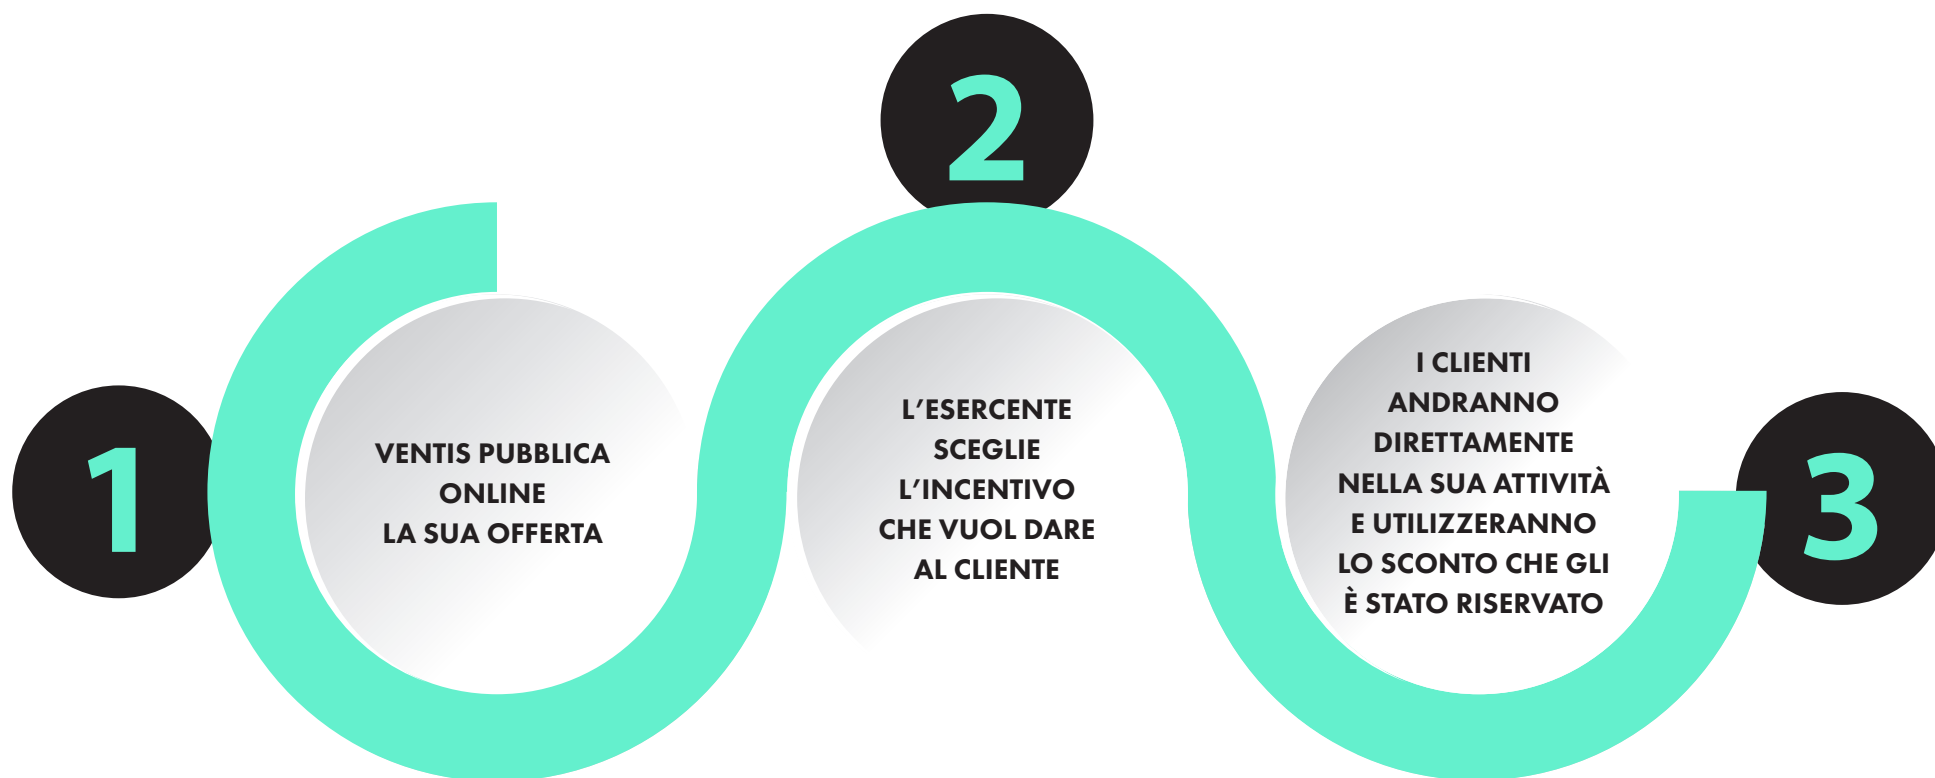 1
VENTIS PUBBLICA
ONLINE
LA SUA OFFERTA
2
L’ESERCENTE
SCEGLIE
L’INCENTIVO
CHE VUOL DARE
AL CLIENTE
3
I CLIENTI
ANDRANNO
DIRETTAMENTE
NELLA SUA ATTIVITÀ
E UTILIZZERANNO
LO SCONTO CHE GLI
È STATO RISERVATO